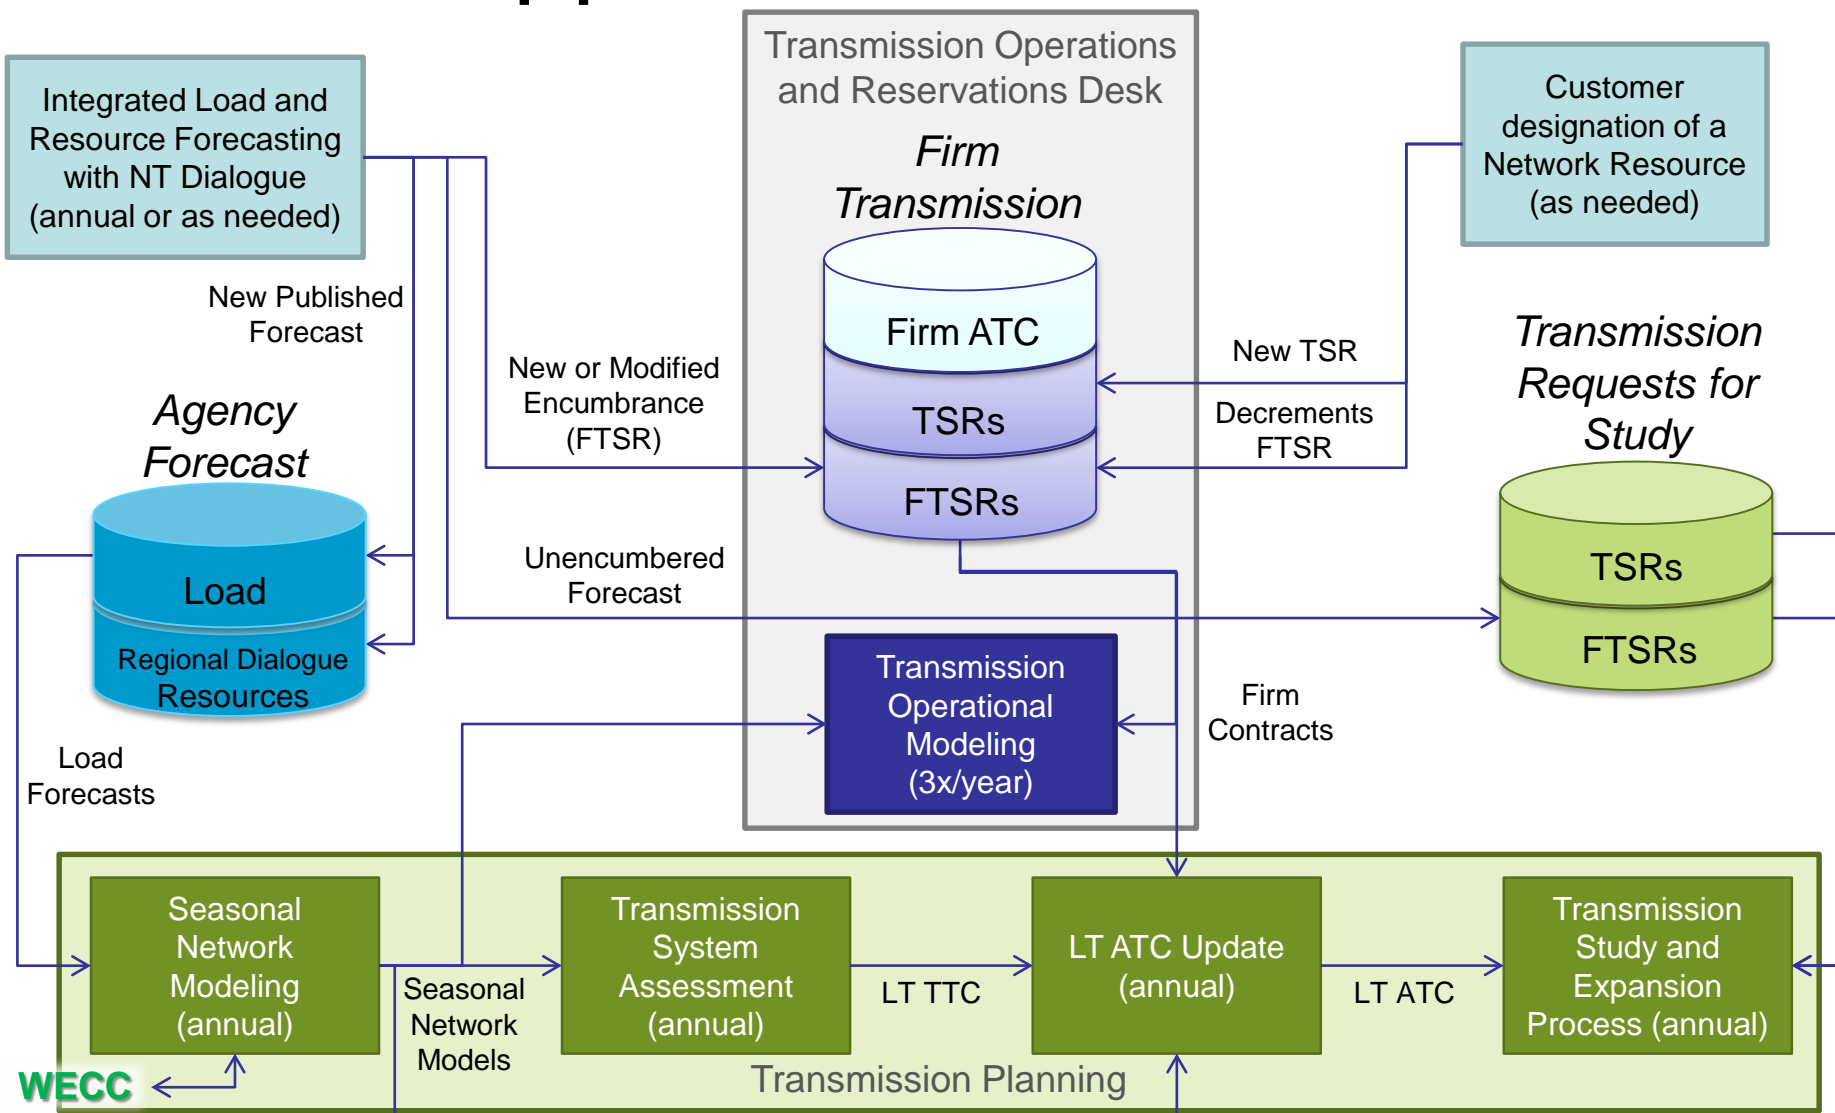 Transmission Operations
and Reservations Desk
Integrated Load and
Resource Forecasting
with NT Dialogue
(annual or as needed)
Customer
designation of a
Network Resource
(as needed)
Firm
Transmission
Firm ATC
TSRs
FTSRs
New Published
Forecast
New or Modified
Encumbrance
(FTSR)
New TSR
Decrements
FTSR
Transmission
Requests for
Study
TSRs
FTSRs
Agency
Forecast
Load
Regional Dialogue
Resources
Unencumbered
Forecast
Transmission
Operational
Modeling
(3x/year)
Firm
Contracts
Load
Forecasts
Seasonal
Network
Modeling
(annual)
Seasonal
Network
Models
Transmission
System
Assessment
(annual)
LT TTC
LT ATC Update
(annual)
LT ATC
Transmission
Study and
Expansion
Process (annual)
WECC
Transmission Planning